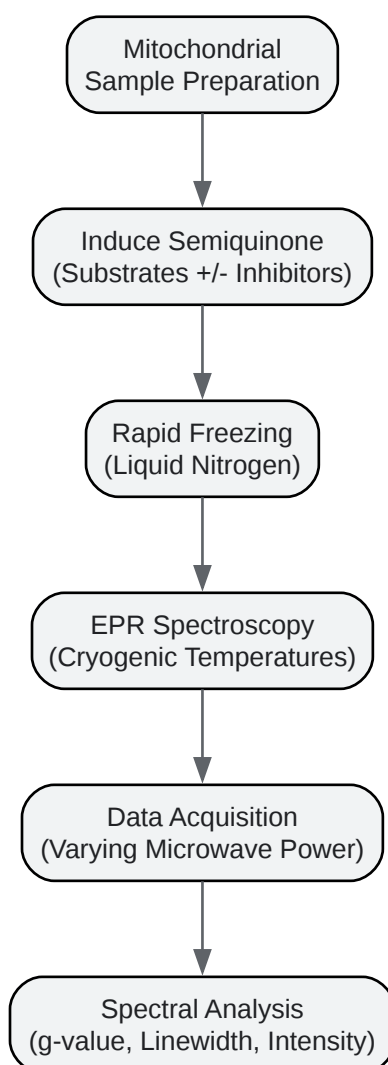 Mitochondrial
Sample Preparation
Induce Semiquinone
(Substrates +/- Inhibitors)
Rapid Freezing
(Liquid Nitrogen)
EPR Spectroscopy
(Cryogenic Temperatures)
Data Acquisition
(Varying Microwave Power)
Spectral Analysis
(g-value, Linewidth, Intensity)